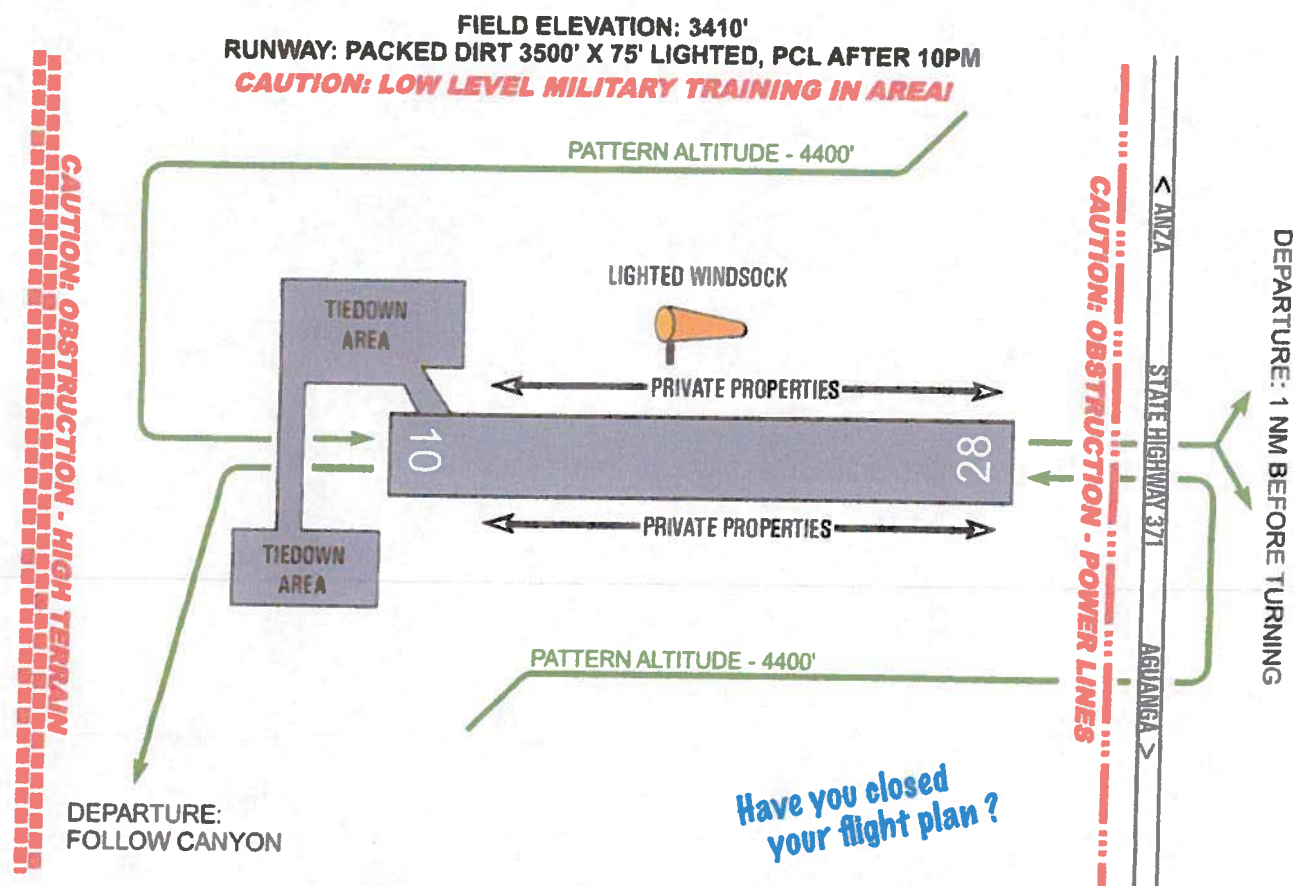 FIELD ELEVATION: 3410'
RUNWAY: PACKED DIRT 3500' X 75' LIGHTED, PCL AFTER 10PM
CAUTION: LOW LEVEL MILITARY TRAINING IN AREA!
PATTERN ALTITUDE - 4400'
CAUTION: OBSTRUCTION - HIGH TERRAIN
LIGHTED WINDSOCK
TIEDOWN
AREA
PRIVATE PROPERTIES
10
28
PRIVATE PROPERTIES
TIEDOWN
AREA
PATTERN ALTITUDE - 4400'
CAUTION: OBSTRUCTION - POWER LINES
< ANZA
STATE HIGHWAY 371
AGUANGA >
DEPARTURE: 1 NM BEFORE TURNING
DEPARTURE:
FOLLOW CANYON
Have you closed
your flight plan ?